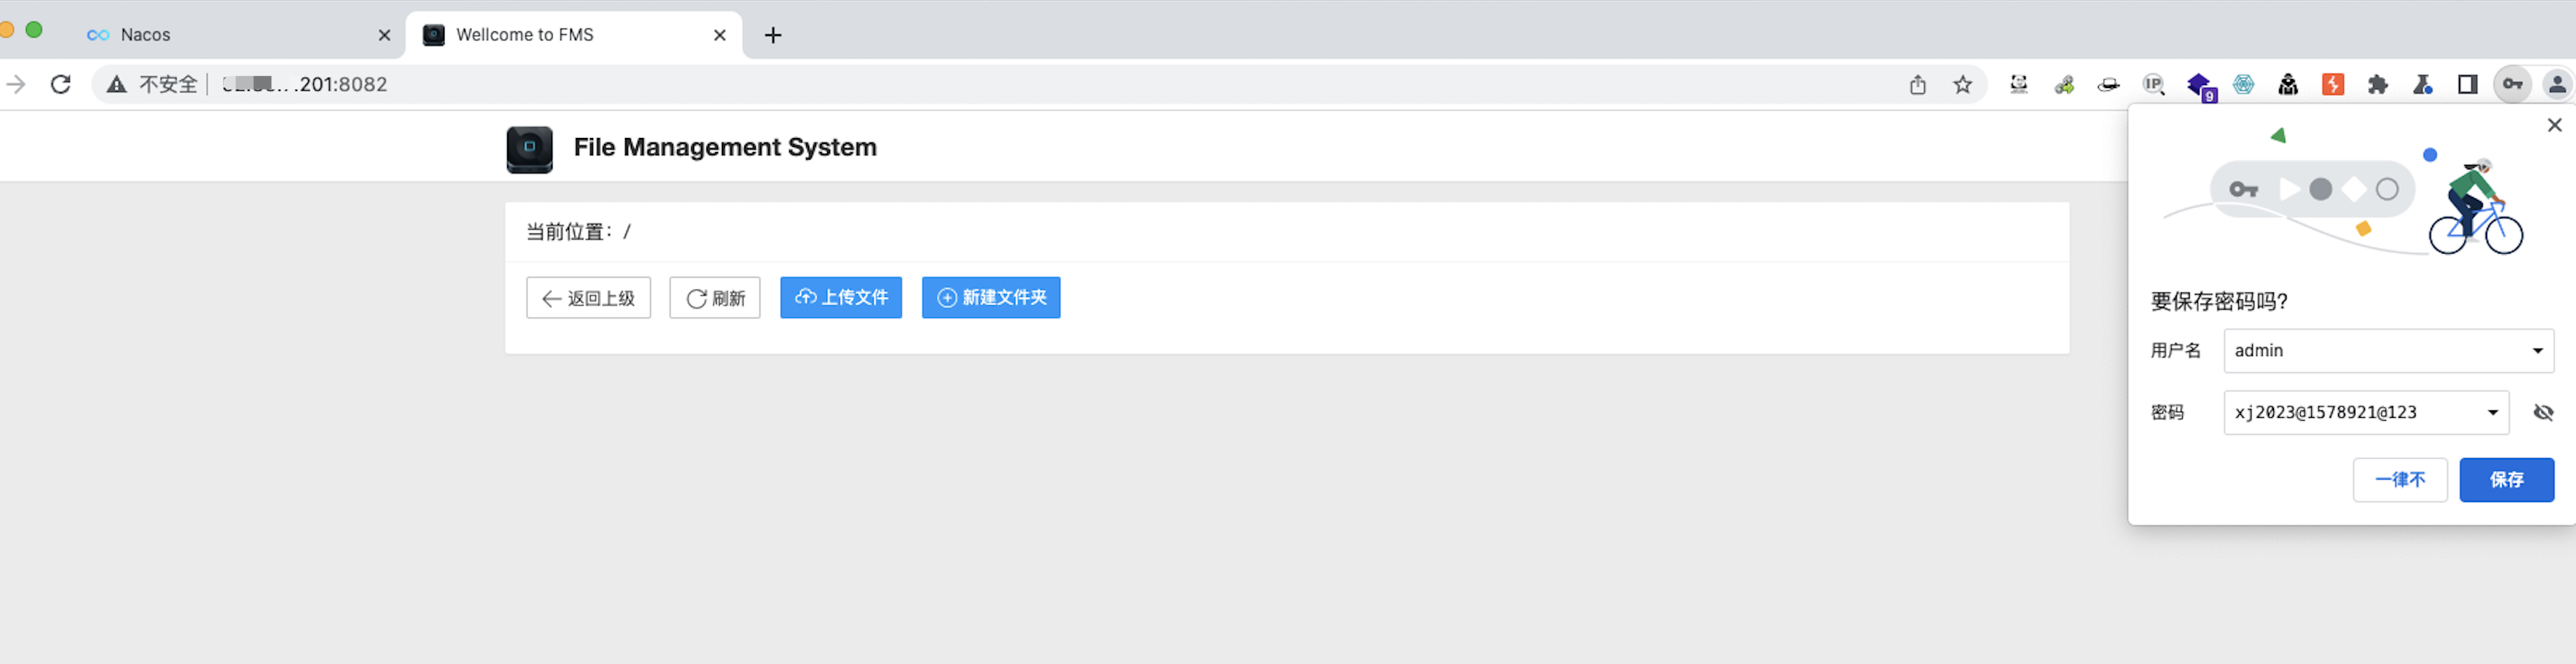 Nacos
Wellcome to FMS
不安全
.201:8082
IP
9
File Management System
当前位置：/
返回上级
刷新
上传文件
新建文件夹
要保存密码吗？
用户名
admin
密码
xj2023@1578921@123
一律不
保存